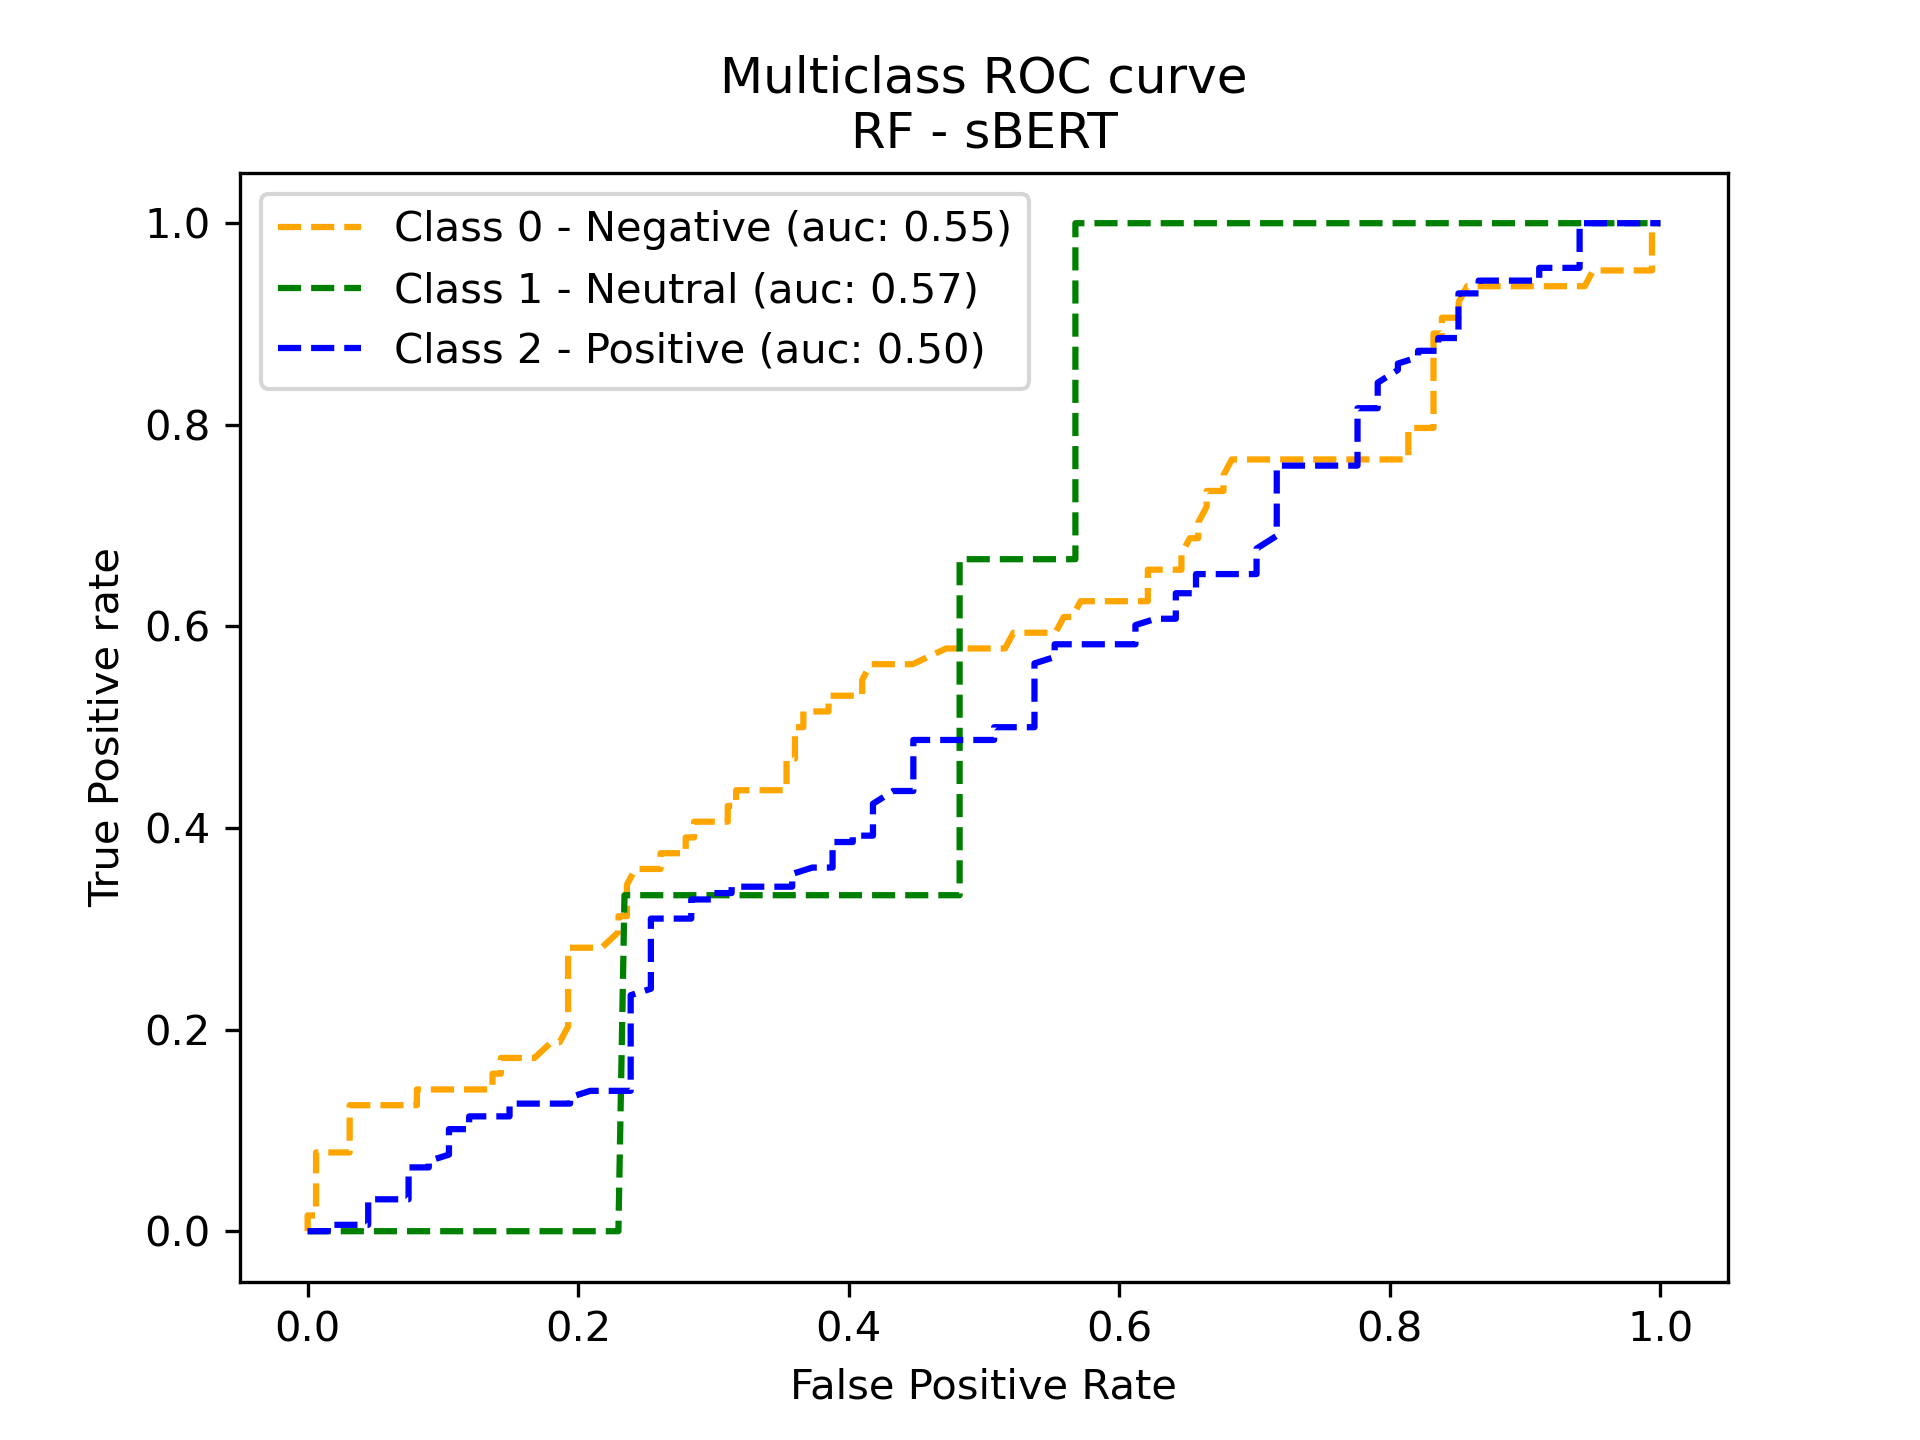 Multiclass ROC curve
RF - sBERT
Class 0 - Negative (auc: 0.55)
Class 1 - Neutral (auc: 0.57)
Class 2 - Positive (auc: 0.50)
True Positive rate
1.0
0.8
0.6
0.4
0.2
0.0
0.0 0.2 0.4 0.6 0.8 1.0
False Positive Rate